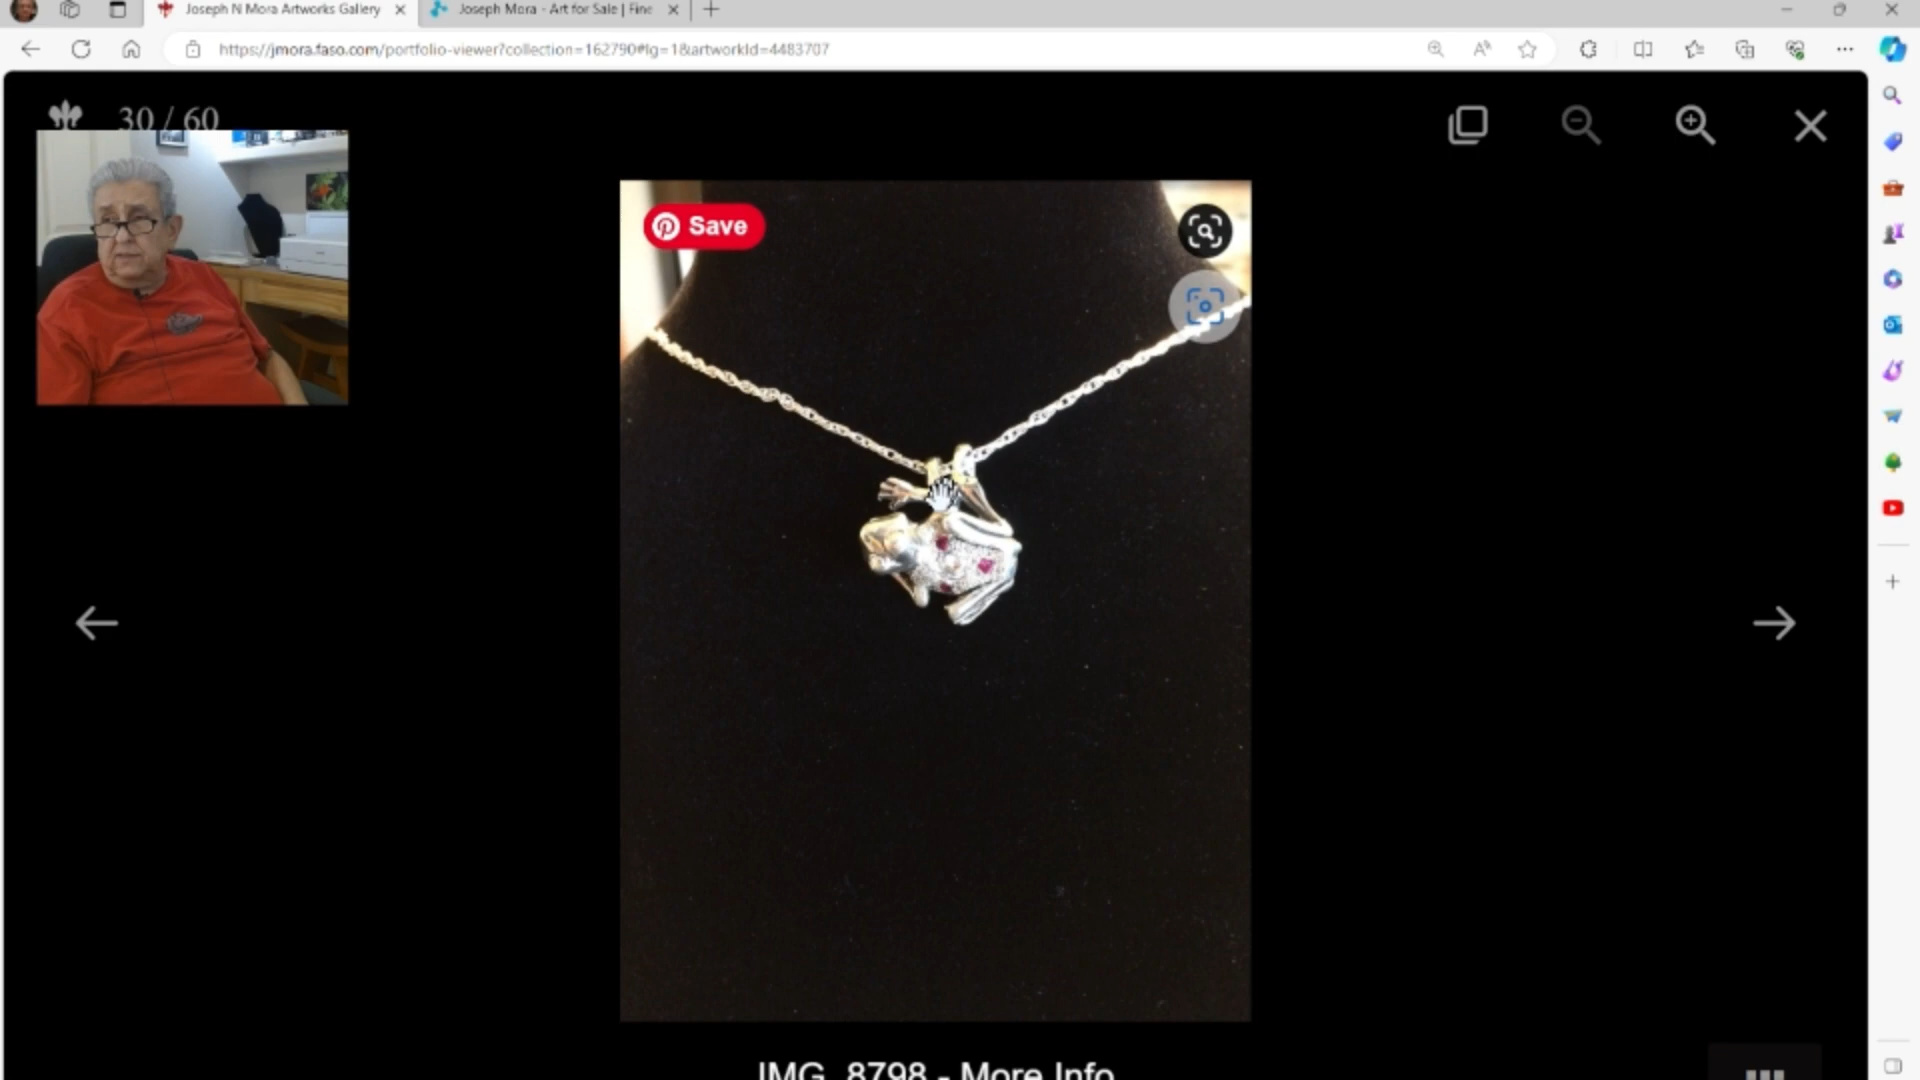 Joseph N Mora Artworks Gallery
Joseph Mora - Art for Sale | Fine
https://jmora.faso.com/portfolio-viewer?collection=162790#lg=1&artworkId=4483707
30 / 60
Save
IMG_8798 - More Info